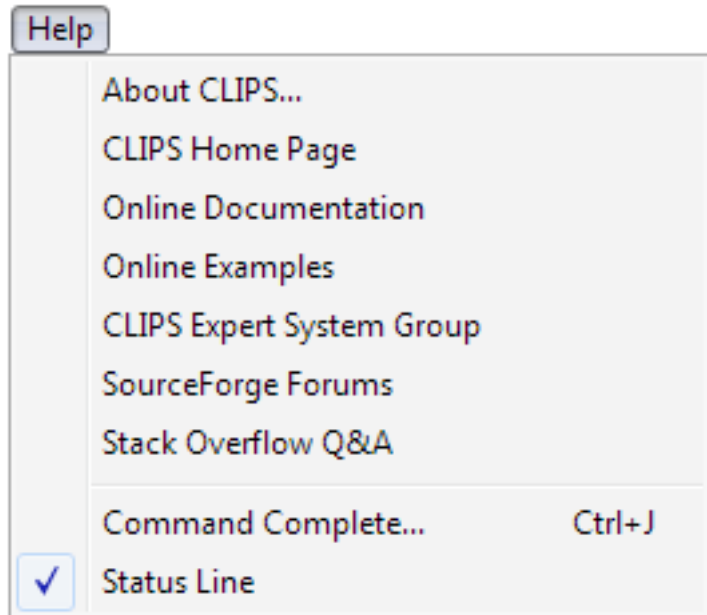 Help
About CLIPS...
CLIPS Home Page
Online Documentation
Online Examples
CLIPS Expert System Group
SourceForge Forums
Stack Overflow Q&A
Command Complete... Ctrl+J
Status Line